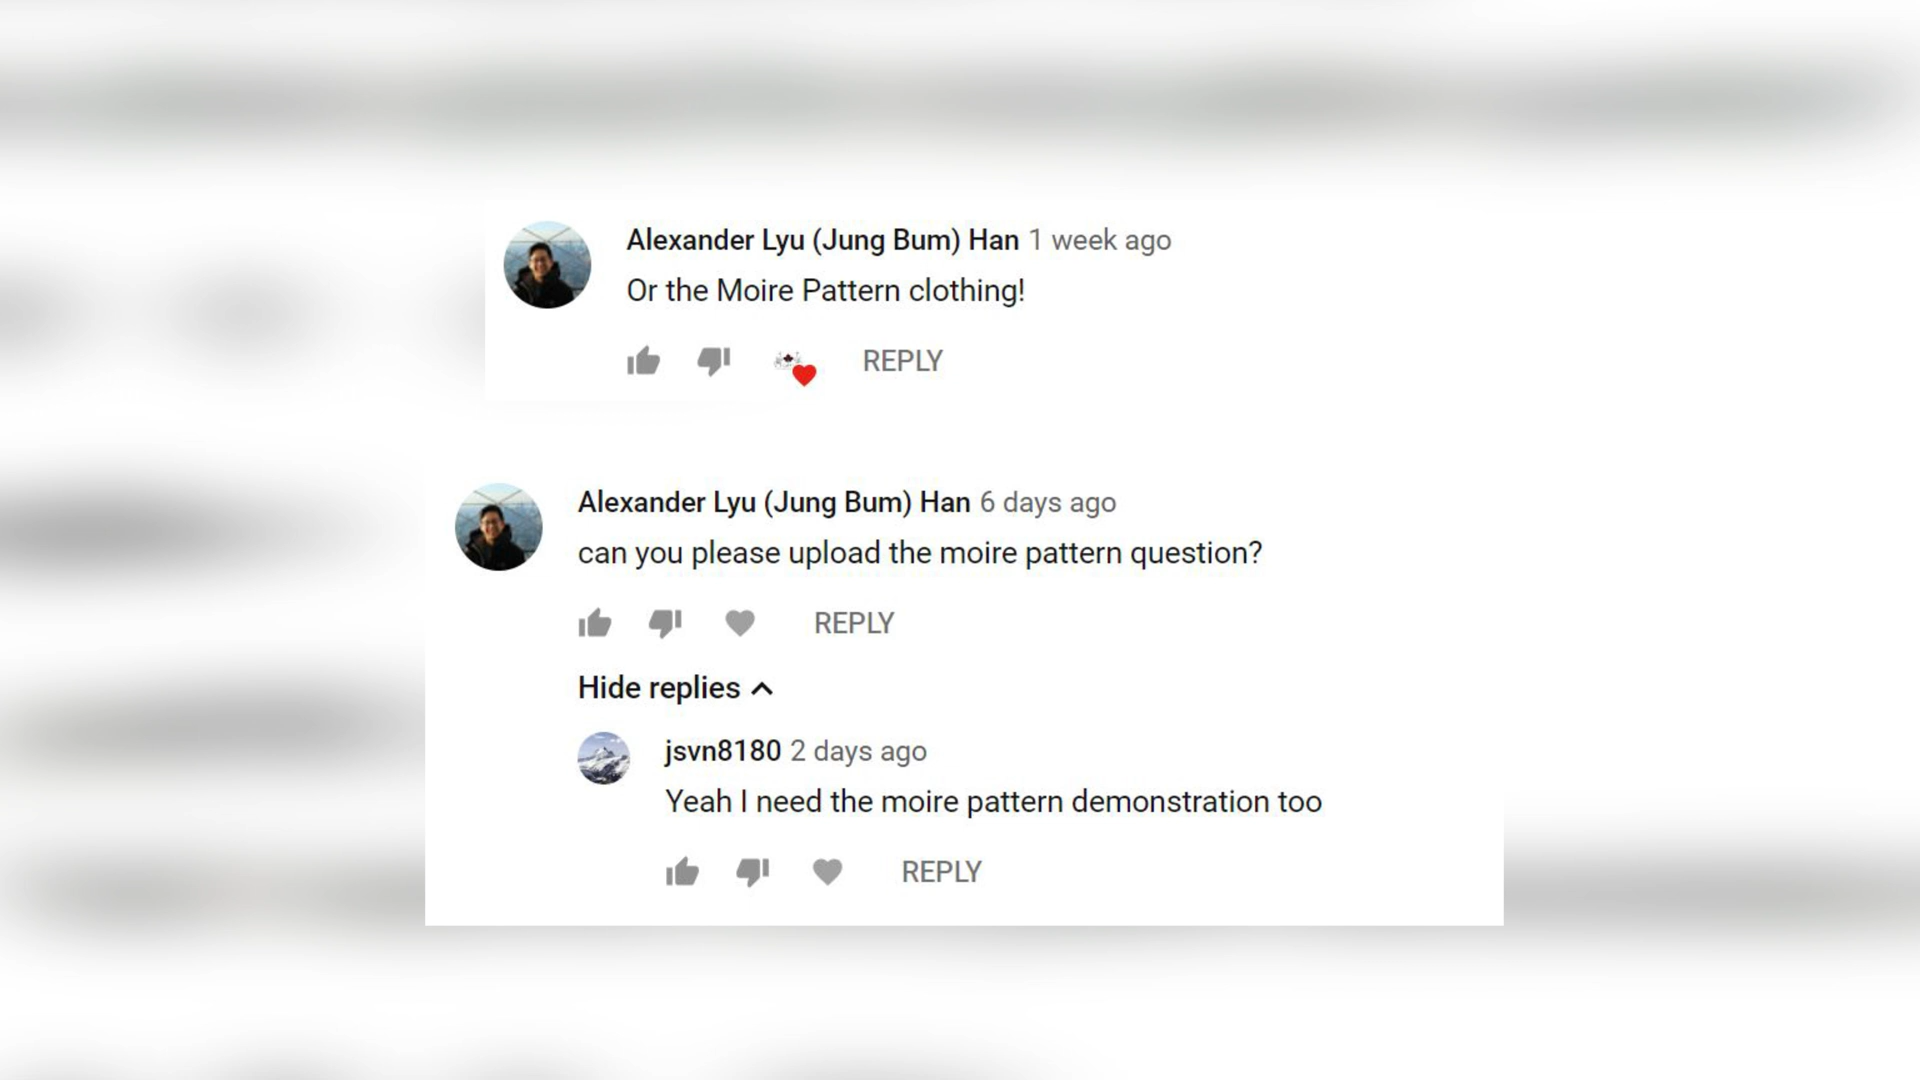 Alexander Lyu (Jung Bum) Han 1 week ago
Or the Moire Pattern clothing!
REPLY
Alexander Lyu (Jung Bum) Han 6 days ago
can you please upload the moire pattern question?
REPLY
Hide replies
jsvn8180 2 days ago
Yeah I need the moire pattern demonstration too
REPLY